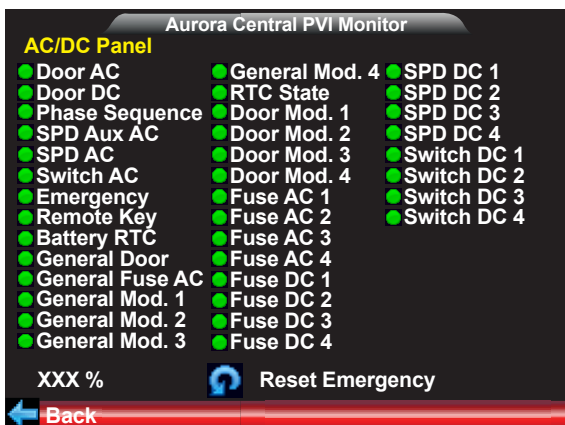 Aurora Central PVI Monitor
AC/DC Panel
Door AC
Door DC
Phase Sequence
SPD Aux AC
SPD AC
Switch AC
Emergency
Remote Key
Battery RTC
General Door
General Fuse AC
General Mod. 1
General Mod. 2
General Mod. 3
General Mod. 4
RTC State
Door Mod. 1
Door Mod. 2
Door Mod. 3
Door Mod. 4
Fuse AC 1
Fuse AC 2
Fuse AC 3
Fuse AC 4
Fuse DC 1
Fuse DC 2
Fuse DC 3
Fuse DC 4
SPD DC 1
SPD DC 2
SPD DC 3
SPD DC 4
Switch DC 1
Switch DC 2
Switch DC 3
Switch DC 4
XXX %
Reset Emergency
Back